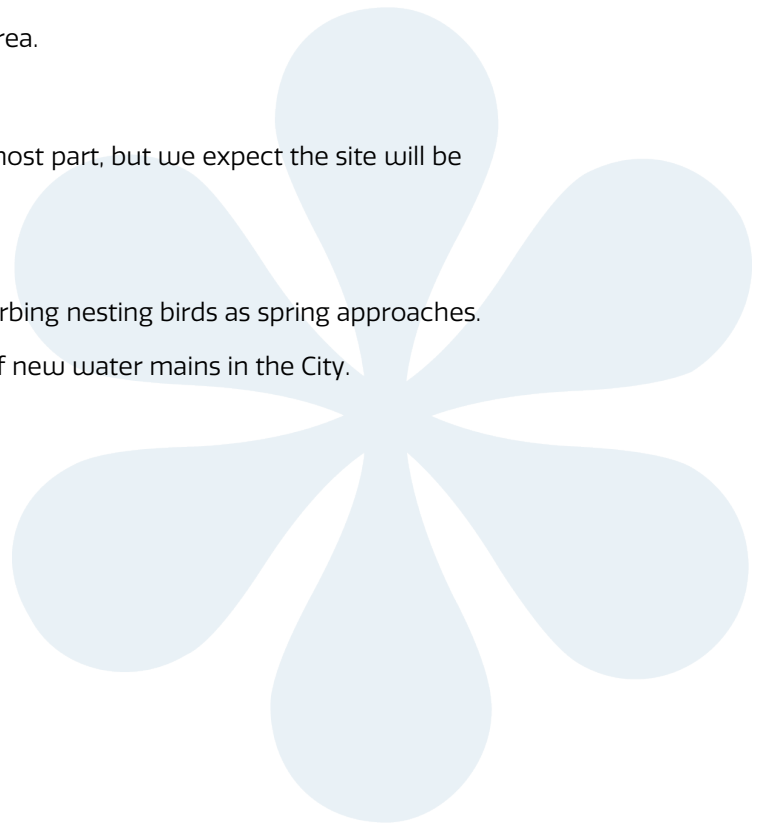 rea.
nost part, but we expect the site will be
rbing nesting birds as spring approaches.
f new water mains in the City.